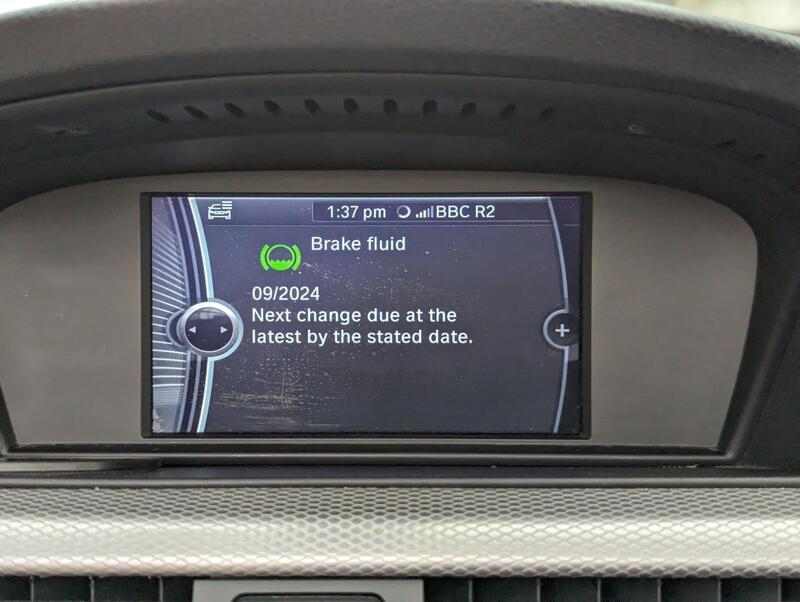 1:37 pm BBC R2
Brake fluid
09/2024
Next change due at the
latest by the stated date.